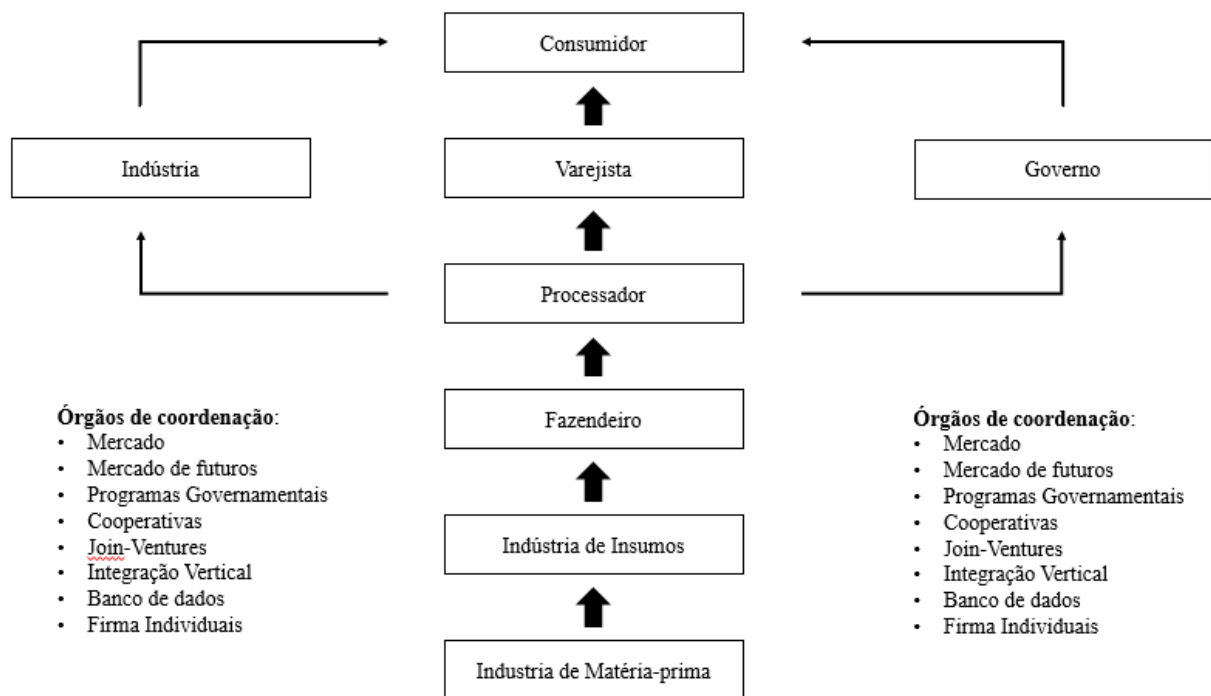 Consumidor
Indústria
Varejista
Governo
Processador
Fazendeiro
Órgãos de coordenação:
• Mercado
• Mercado de futuros
• Programas Governamentais
• Cooperativas
• Join-Ventures
• Integração Vertical
• Banco de dados
• Firma Individuais
Órgãos de coordenação:
• Mercado
• Mercado de futuros
• Programas Governamentais
• Cooperativas
• Join-Ventures
• Integração Vertical
• Banco de dados
• Firma Individuais
Indústria de Insumos
Industria de Matéria-prima